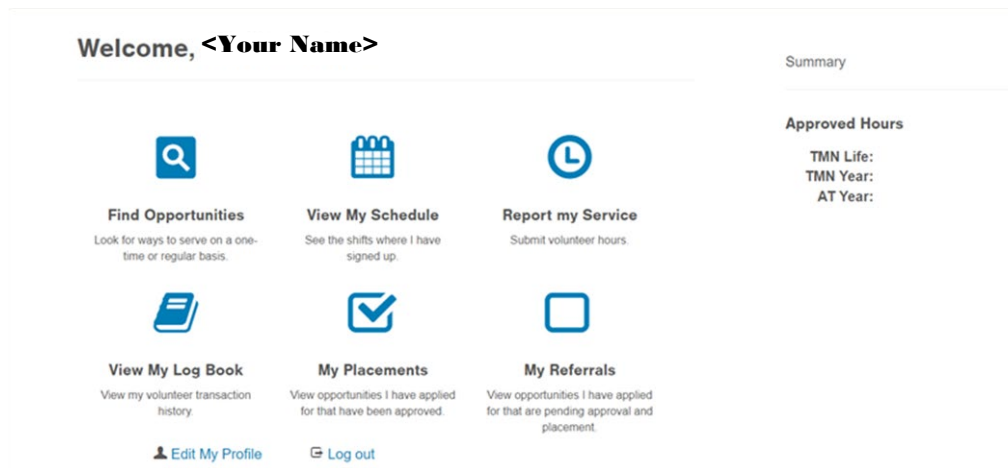 Welcome, <Your Name>
Summary
Approved Hours
TMN Life:
TMN Year:
AT Year:
Find Opportunities
Look for ways to serve on a one-
time or regular basis.
View My Schedule
See the shifts where I have
signed up.
Report my Service
Submit volunteer hours.
View My Log Book
View my volunteer transaction
history.
My Placements
View opportunities I have applied
for that have been approved.
My Referrals
View opportunities I have applied
for that are pending approval and
placement.
Edit My Profile
Log out